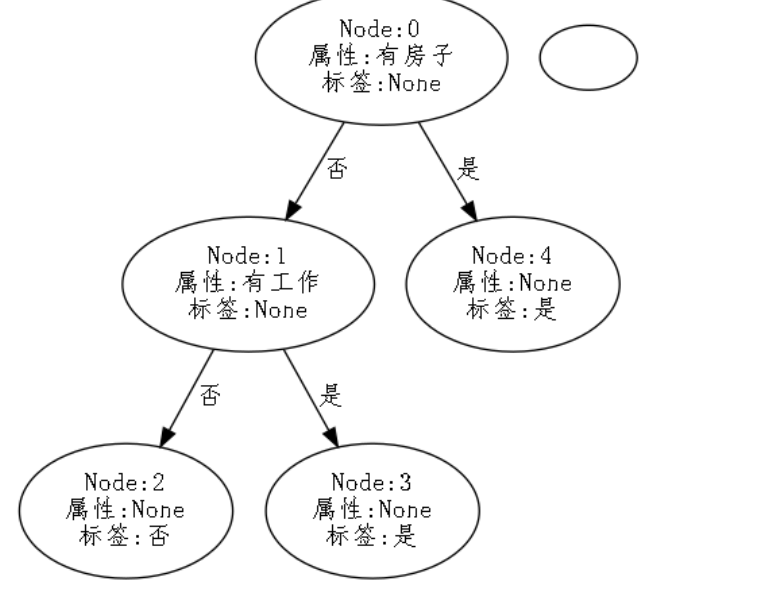 Node:0
属性:有房子
标签:None
否
是
Node:1
属性:有工作
标签:None
Node:4
属性:None
标签:是
否
是
Node:2
属性:None
标签:否
Node:3
属性:None
标签:是